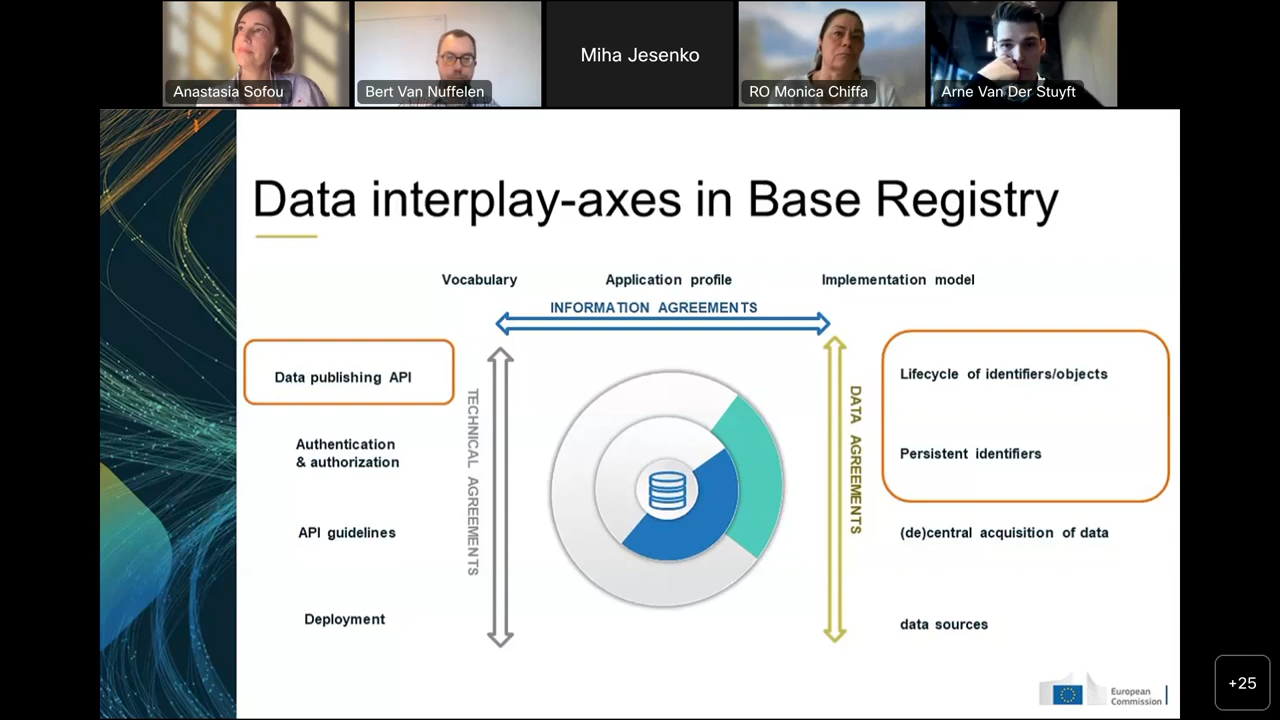 Anastasia Sofou
Bert Van Nuffelen
Miha Jesenko
RO Monica Chiffa
Arne Van Der Stuyft
Data interplay-axes in Base Registry
Vocabulary
Application profile
Implementation model
INFORMATION AGREEMENTS
Data publishing API
Authentication
& authorization
API guidelines
Deployment
TECHNICAL AGREEMENTS
DATA AGREEMENTS
Lifecycle of identifiers/objects
Persistent identifiers
(de)central acquisition of data
data sources
European
Commission
+25